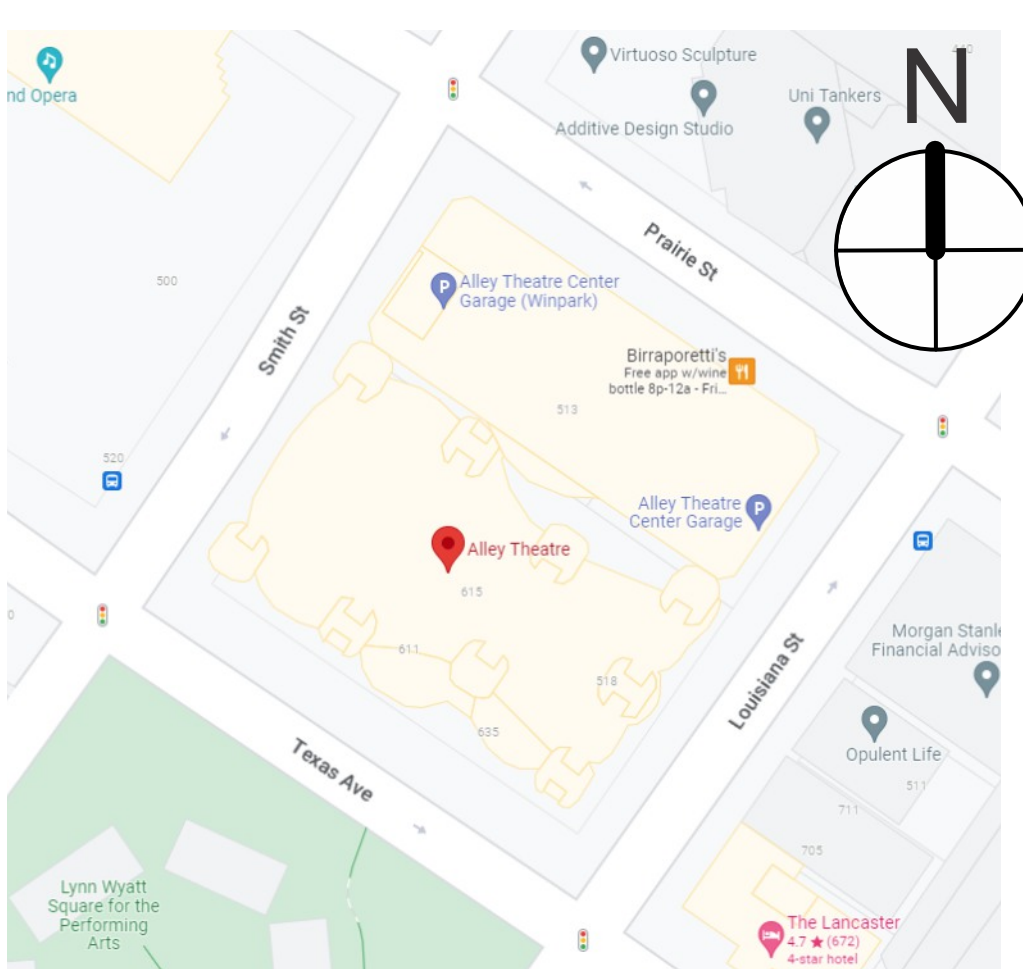 nd Opera
Virtuoso Sculpture
Additive Design Studio
Uni Tankers
N
Prairie St
500
Smith St
P
Alley Theatre Center
Garage (Winpark)
Birraporetti's
Free app w/wine
bottle 8p-12a - Fri...
513
520
Alley Theatre
Center Garage
P
Alley Theatre
615
611
518
635
Louisiana St
Morgan Stanle
Financial Adviso
Opulent Life
511
711
705
Texas Ave
Lynn Wyatt
Square for the
Performing
Arts
The Lancaster
4.7 ★ (672)
4-star hotel